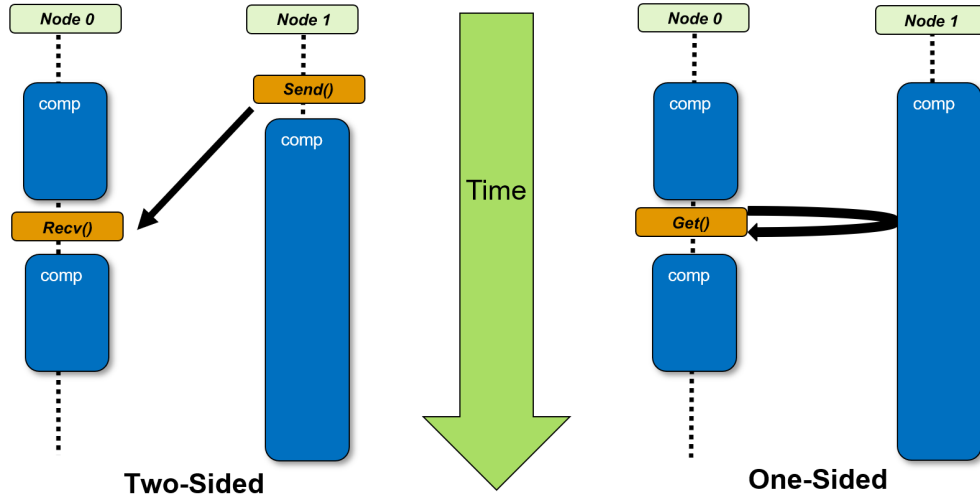 Node 0
Node 1
Send()
comp
comp
Recv()
comp
Two-Sided
Time
Node 0
Node 1
comp
comp
Get()
comp
One-Sided